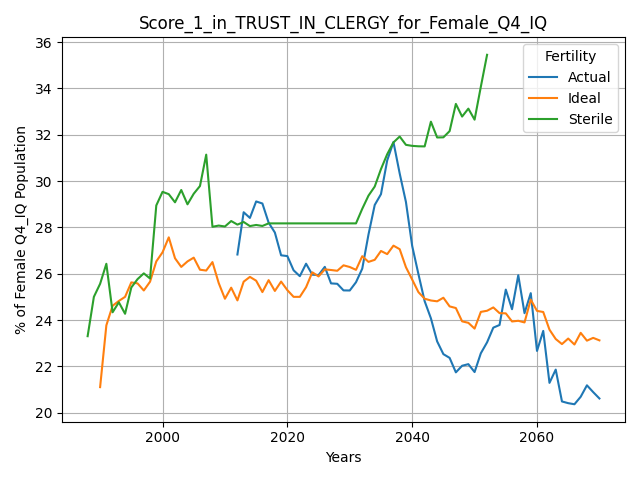 Score_1_in_TRUST_IN_CLERGY_for_Female_Q4_IQ
% of Female Q4_IQ Population
36
34
32
30
28
26
24
22
20
Fertility
Actual
Ideal
Sterile
2000
2020
2040
2060
Years